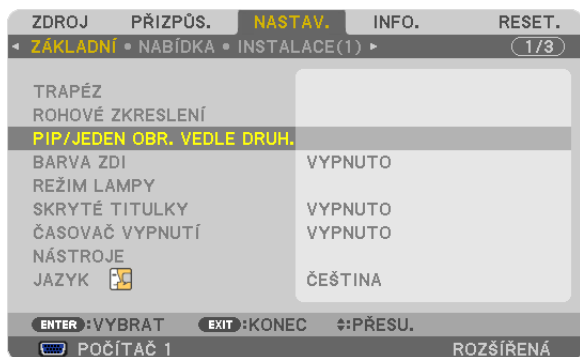 ZDROJ PŘIZPŮS. NASTAV. INFO. RESET.
◂ ZÁKLADNÍ • NABÍDKA • INSTALACE(1) ▸ 1/3
TRAPÉZ
ROHOVÉ ZKRESLENÍ
PIP/JEDEN OBR. VEDLE DRUH.
BARVA ZDI VYPNUTO
REŽIM LAMPY
SKRYTÉ TITULKY VYPNUTO
ČASOVAČ VYPNUTÍ VYPNUTO
NÁSTROJE
JAZYK ČEŠTINA
ENTER :VYBRAT EXIT :KONEC :PŘESU.
POČÍTAČ 1 ROZŠÍŘENÁ